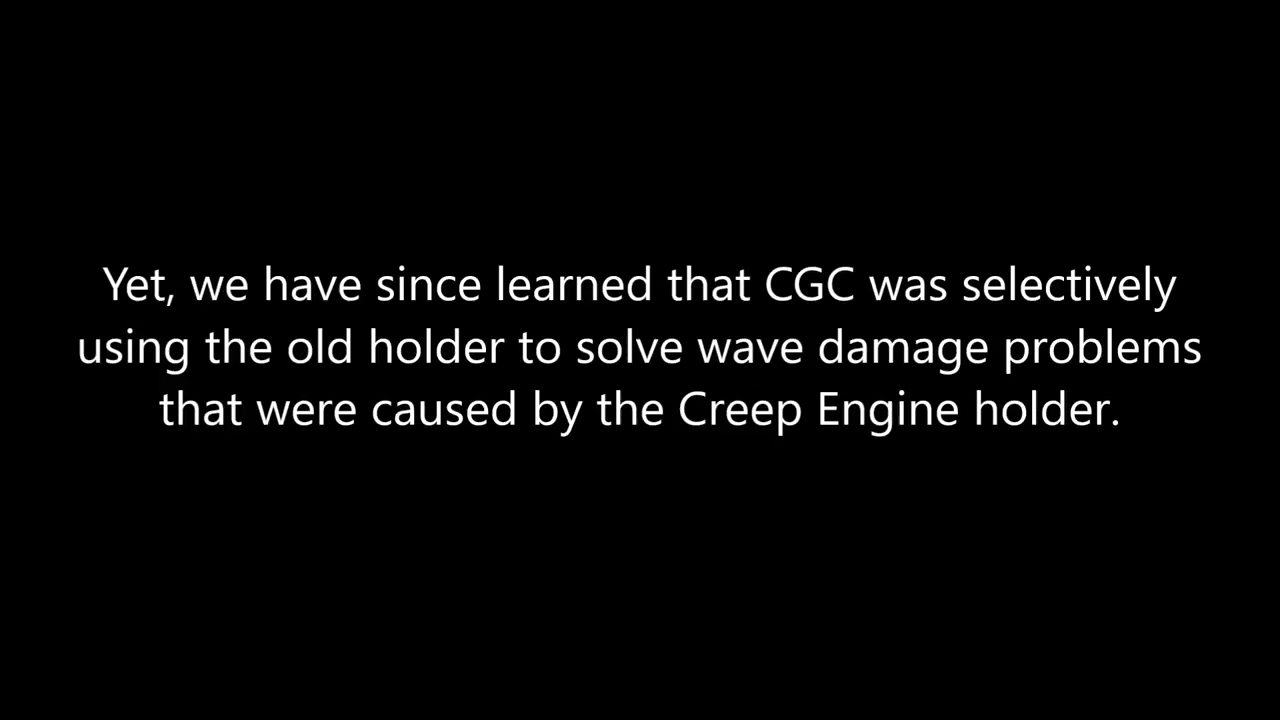 Yet, we have since learned that CGC was selectively
using the old holder to solve wave damage problems
that were caused by the Creep Engine holder.